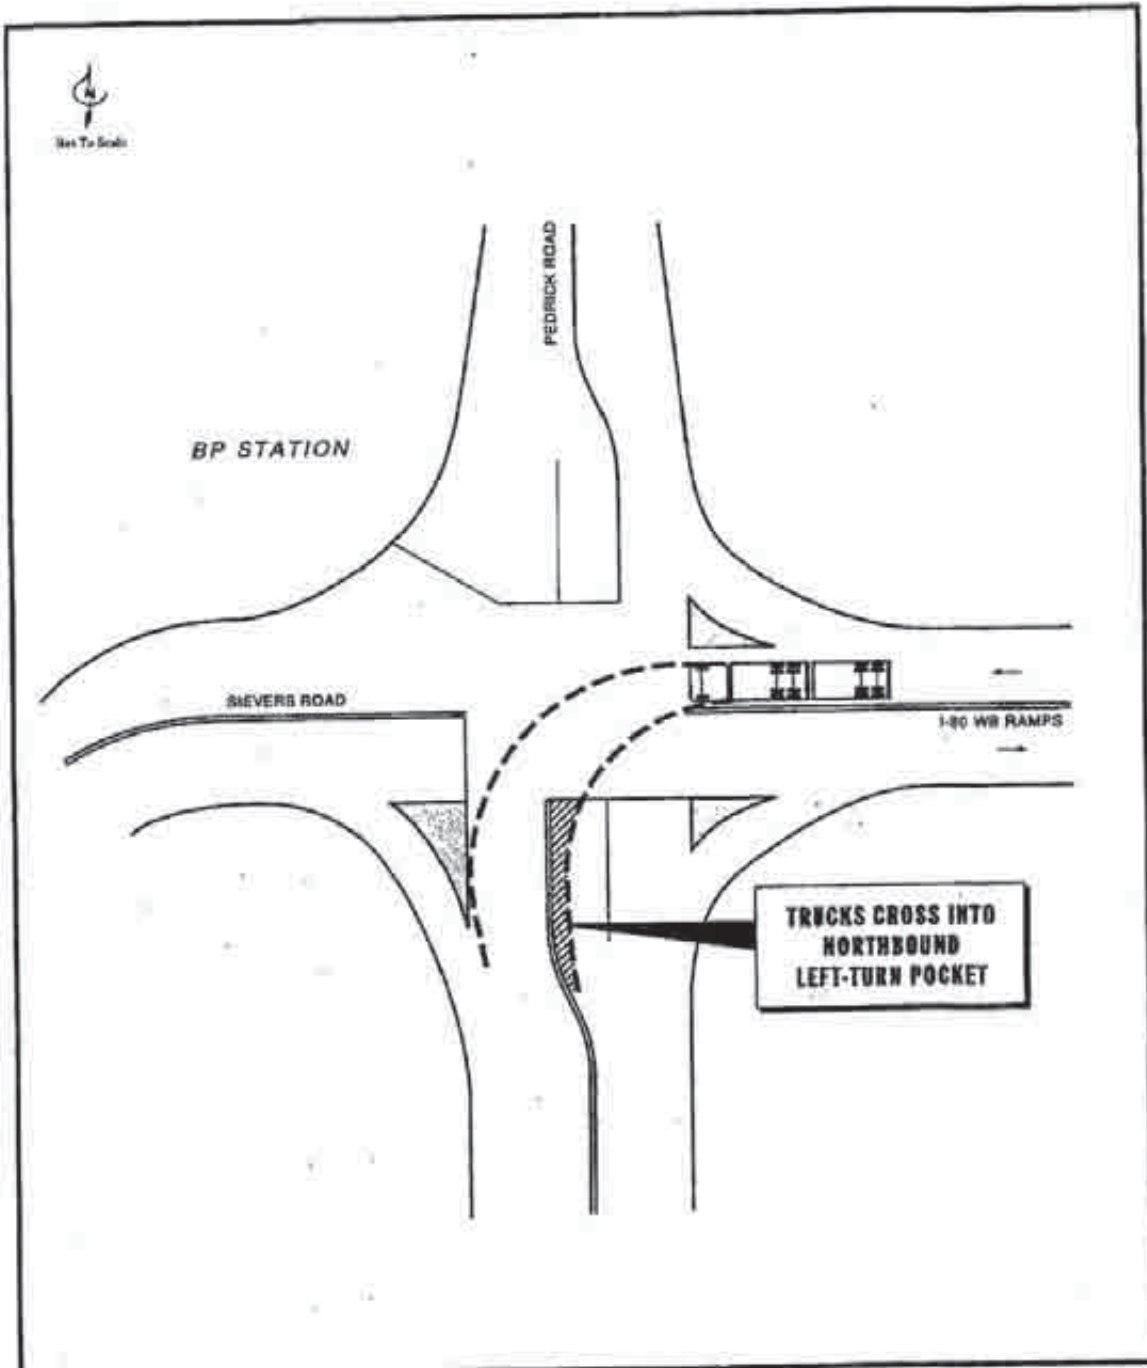 N
Not To Scale
PEDRICK ROAD
BP STATION
SIEVERS ROAD
I-80 WB RAMPS
TRUCKS CROSS INTO
NORTHBOUND
LEFT-TURN POCKET